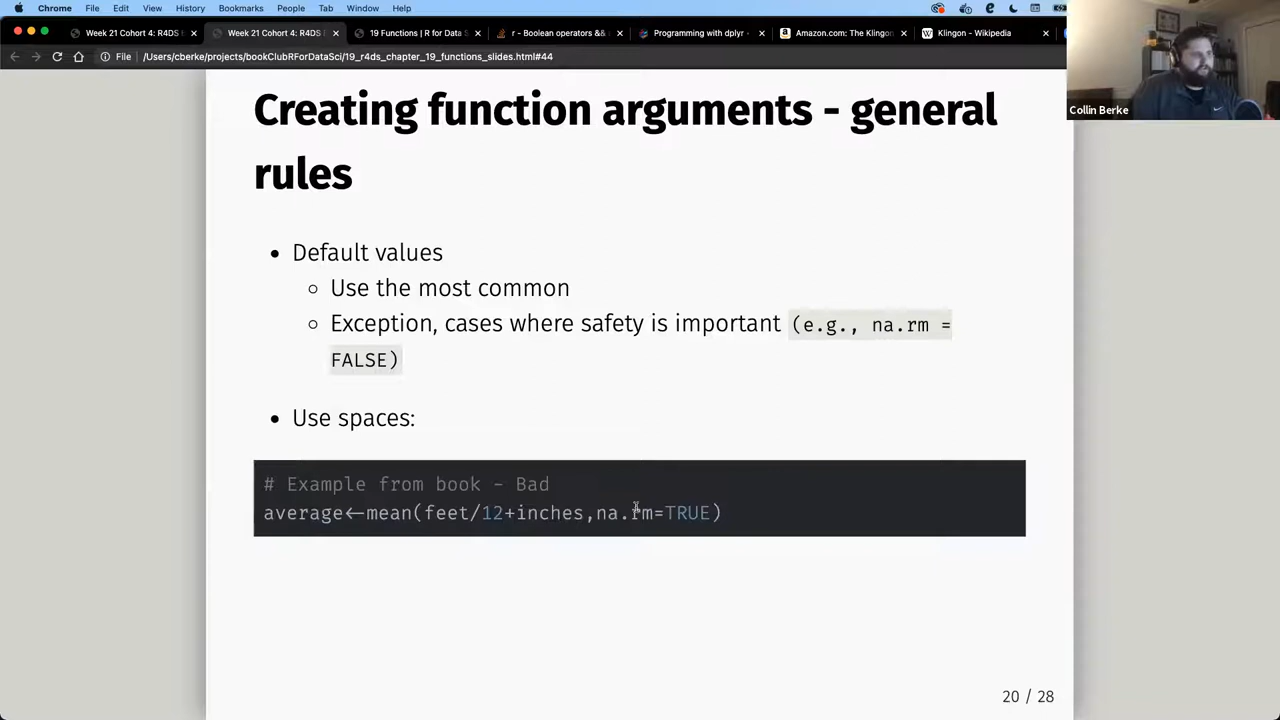 Chrome File Edit View History Bookmarks People Tab Window Help
Week 21 Cohort 4: R4DS
Week 21 Cohort 4: R4DS
19 Functions | R for Data S
r - Boolean operators &&
Programming with dplyr
Amazon.com: The Klingon
Klingon - Wikipedia
File /Users/cberke/projects/bookClubRForDataSci/19_r4ds_chapter_19_functions_slides.html#44
Collin Berke
Creating function arguments - general
rules
• Default values
Use the most common
Exception, cases where safety is important (e.g., na.rm =
FALSE)
• Use spaces:
# Example from book - Bad
average<-mean(feet/12+inches,na.rm=TRUE)
20 / 28